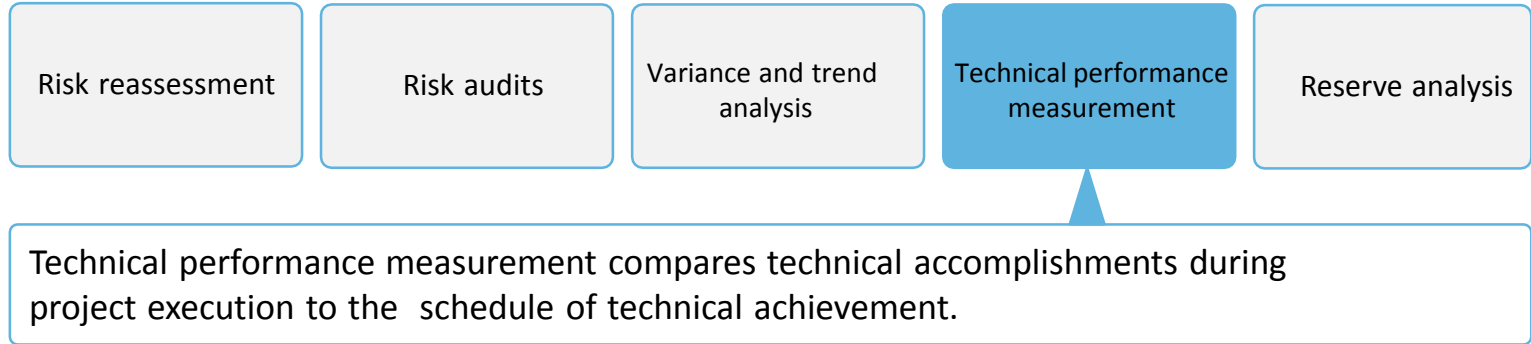 Risk reassessment
Risk audits
Variance and trend
analysis
Technical performance
measurement
Reserve analysis
Technical performance measurement compares technical accomplishments during
project execution to the  schedule of technical achievement.